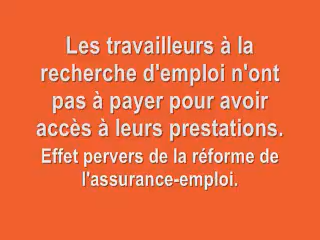 Les travailleurs à la
recherche d'emploi n'ont
pas à payer pour avoir
accès à leurs prestations.
Effet pervers de la réforme de
l'assurance-emploi.